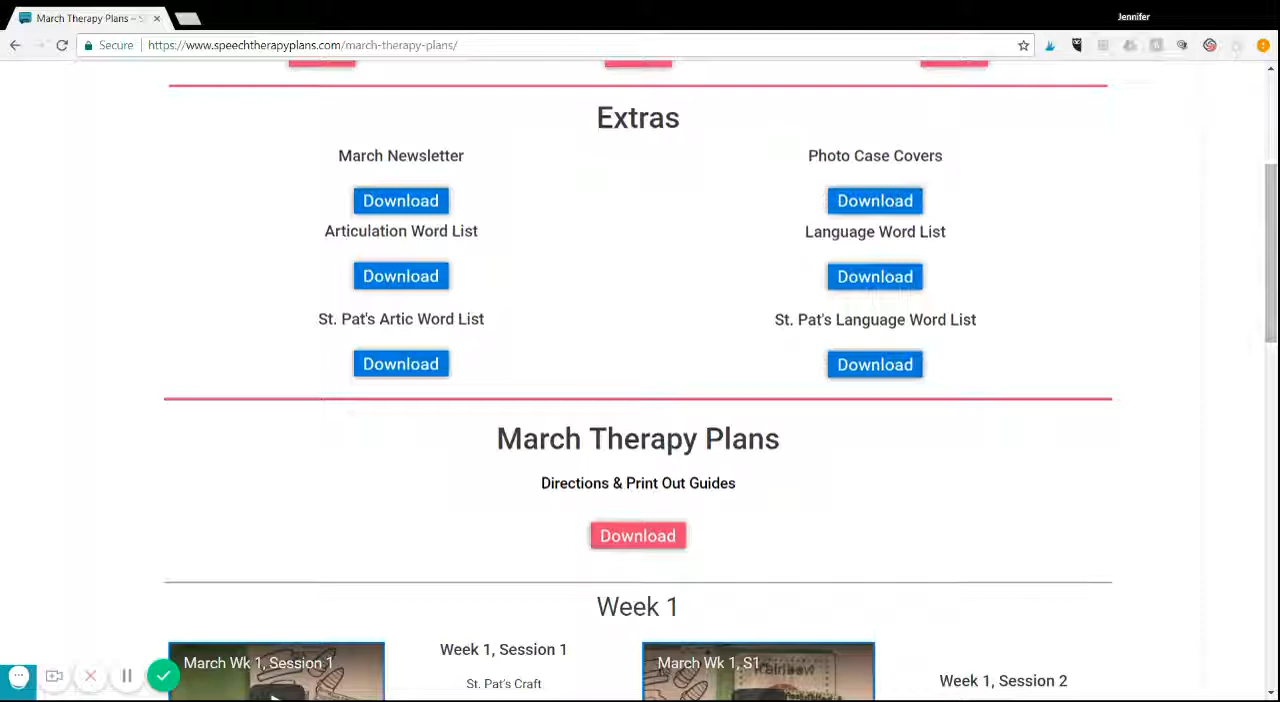 March Therapy Plans – S
Jennifer
Secure
https://www.speechtherapyplans.com/march-therapy-plans/
Extras
March Newsletter
Photo Case Covers
Download
Download
Articulation Word List
Language Word List
Download
Download
St. Pat's Artic Word List
St. Pat's Language Word List
Download
Download
March Therapy Plans
Directions & Print Out Guides
Download
Week 1
March Wk 1, Session 1
Week 1, Session 1
St. Pat's Craft
March Wk 1, S1
Week 1, Session 2